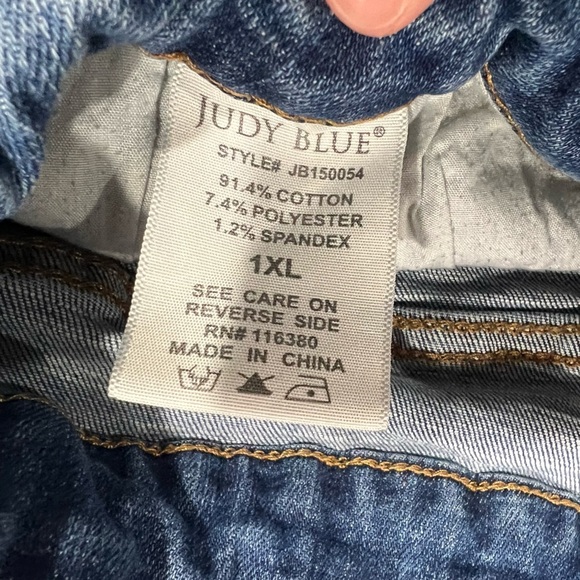 JUDY BLUE®
STYLE# JB150054
91.4% COTTON
7.4% POLYESTER
1.2% SPANDEX
1XL
SEE CARE ON
REVERSE SIDE
RN# 116380
MADE IN CHINA